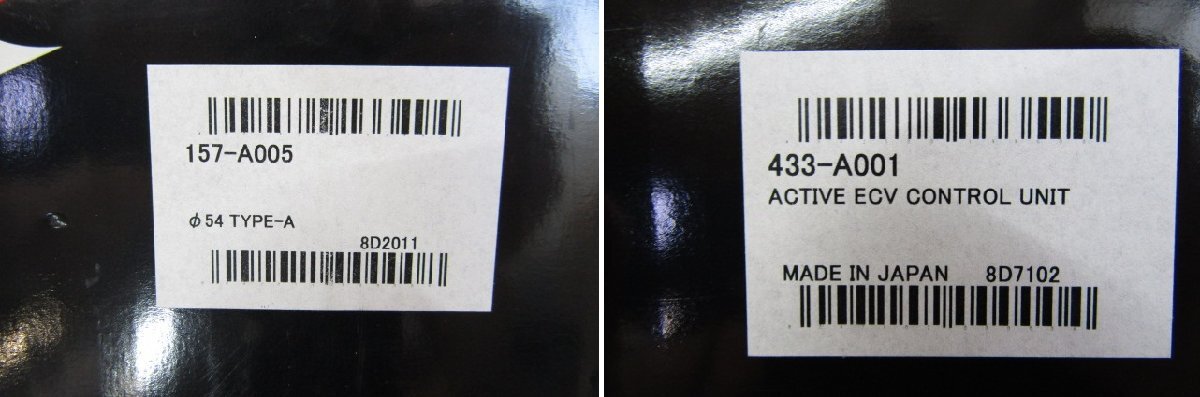 157-A005
φ54 TYPE-A
8D2011
433-A001
ACTIVE ECV CONTROL UNIT
MADE IN JAPAN 8D7102